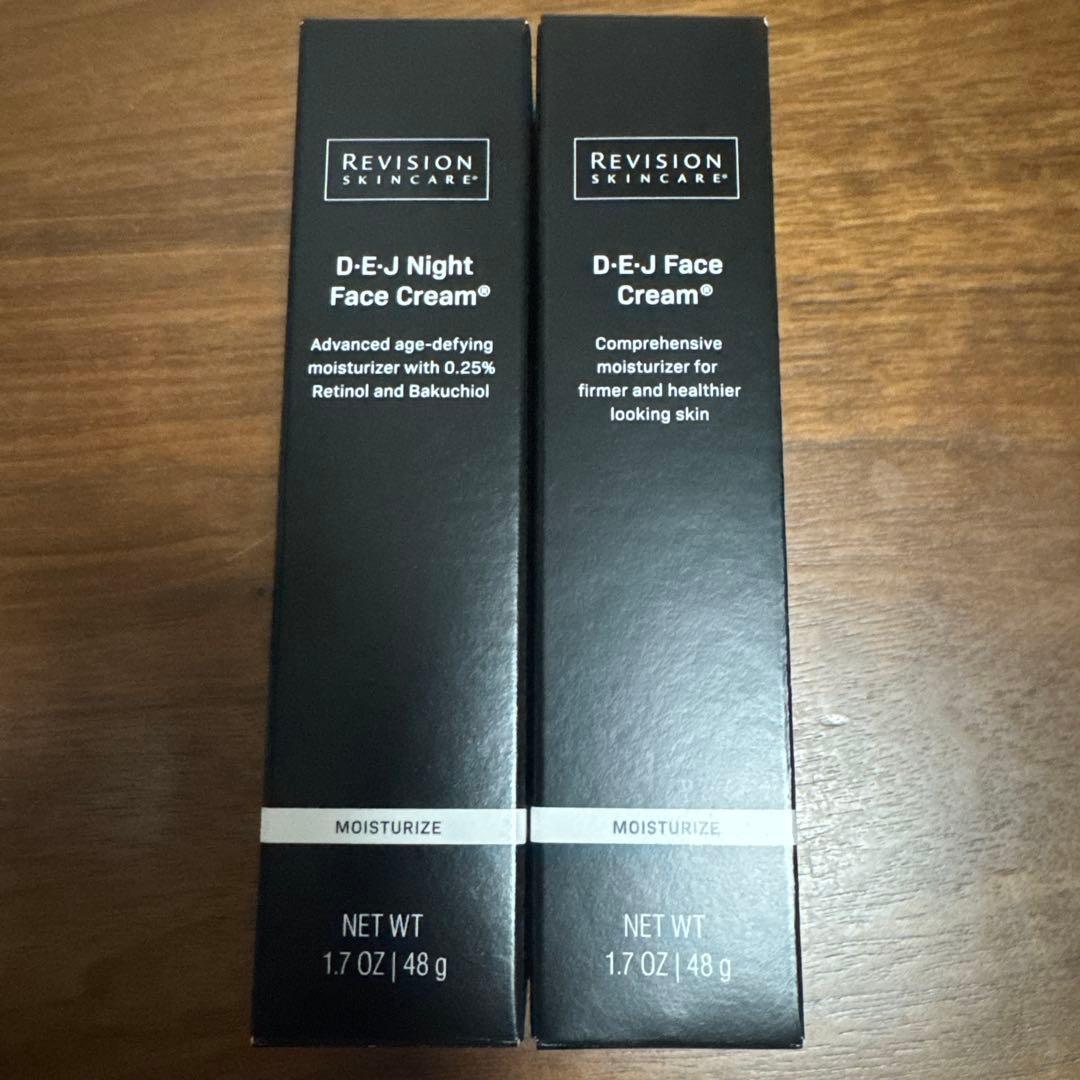 REVISION
SKINCARE®
D·E·J Night
Face Cream®
Advanced age-defying
moisturizer with 0.25%
Retinol and Bakuchiol
MOISTURIZE
NET WT
1.7 OZ | 48 g
REVISION
SKINCARE®
D·E·J Face
Cream®
Comprehensive
moisturizer for
firmer and healthier
looking skin
MOISTURIZE
NET WT
1.7 OZ | 48 g